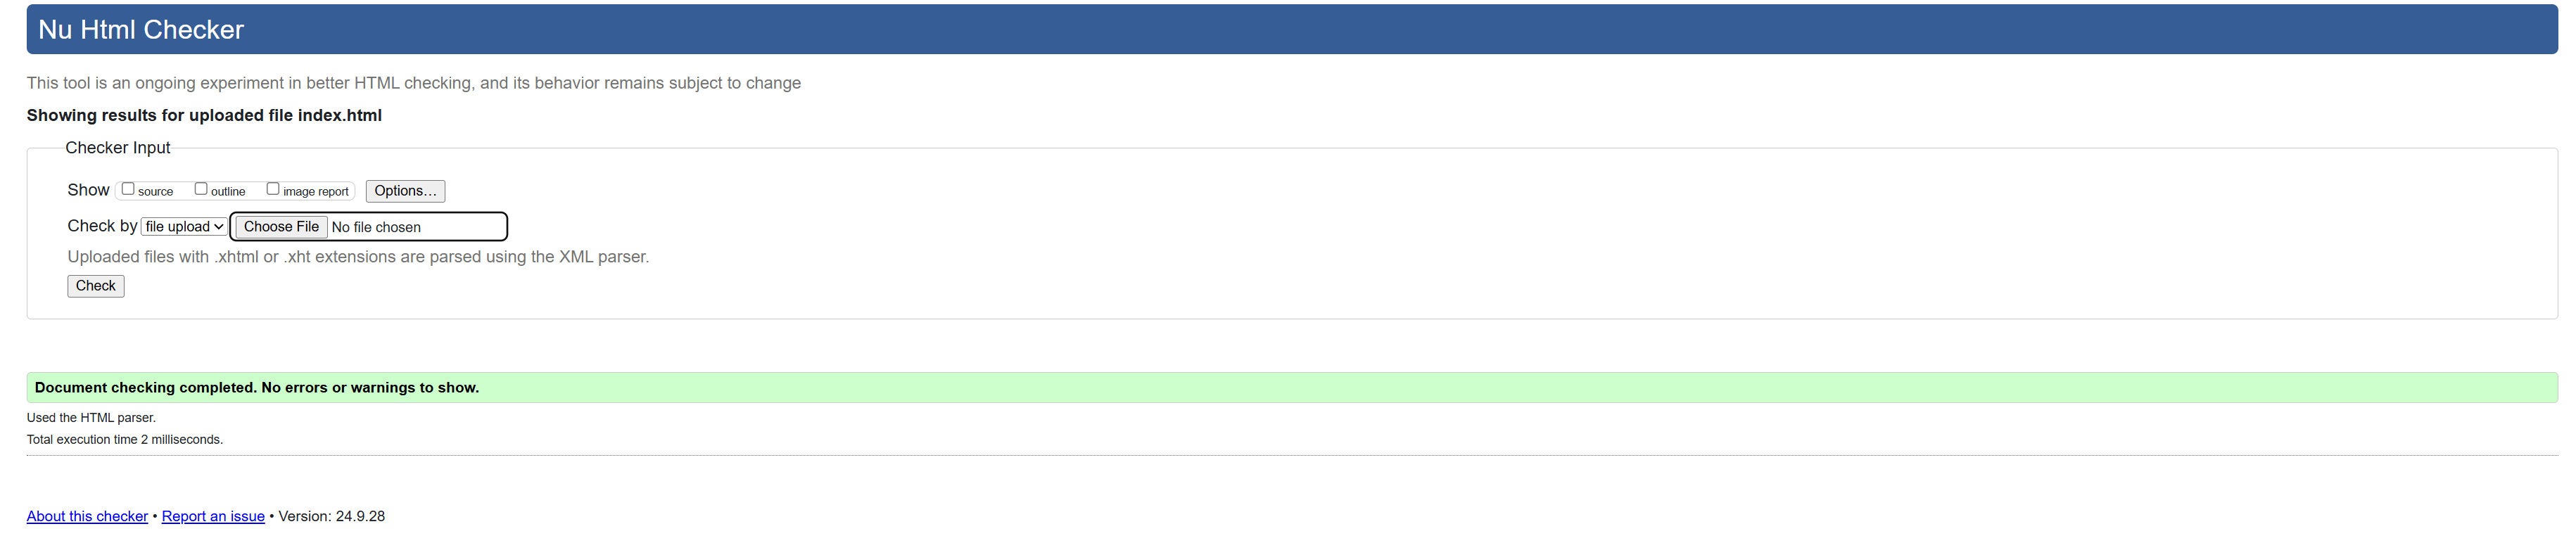 Nu Html Checker
This tool is an ongoing experiment in better HTML checking, and its behavior remains subject to change
Showing results for uploaded file index.html
Checker Input
Show source outline image report Options…
Check by file upload Choose File No file chosen
Uploaded files with .xhtml or .xht extensions are parsed using the XML parser.
Check
Document checking completed. No errors or warnings to show.
Used the HTML parser.
Total execution time 2 milliseconds.
About this checker • Report an issue • Version: 24.9.28